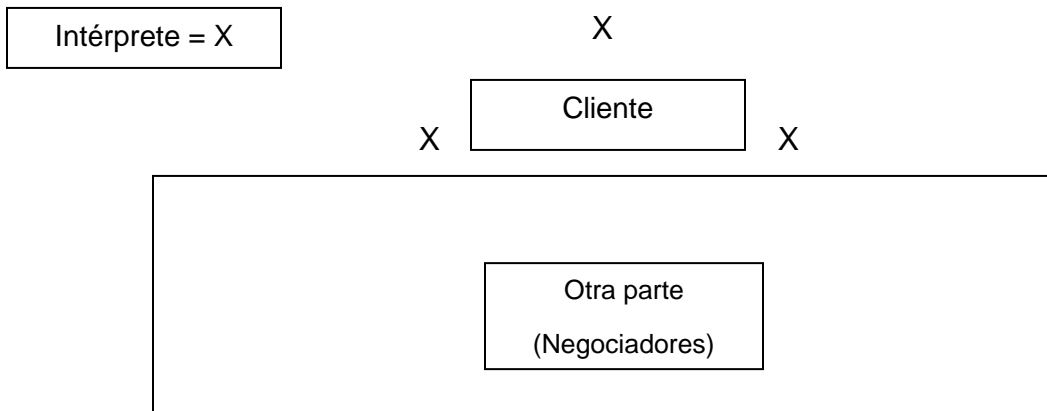 Intérprete = X
X
Cliente
X
X
Otra parte
(Negociadores)